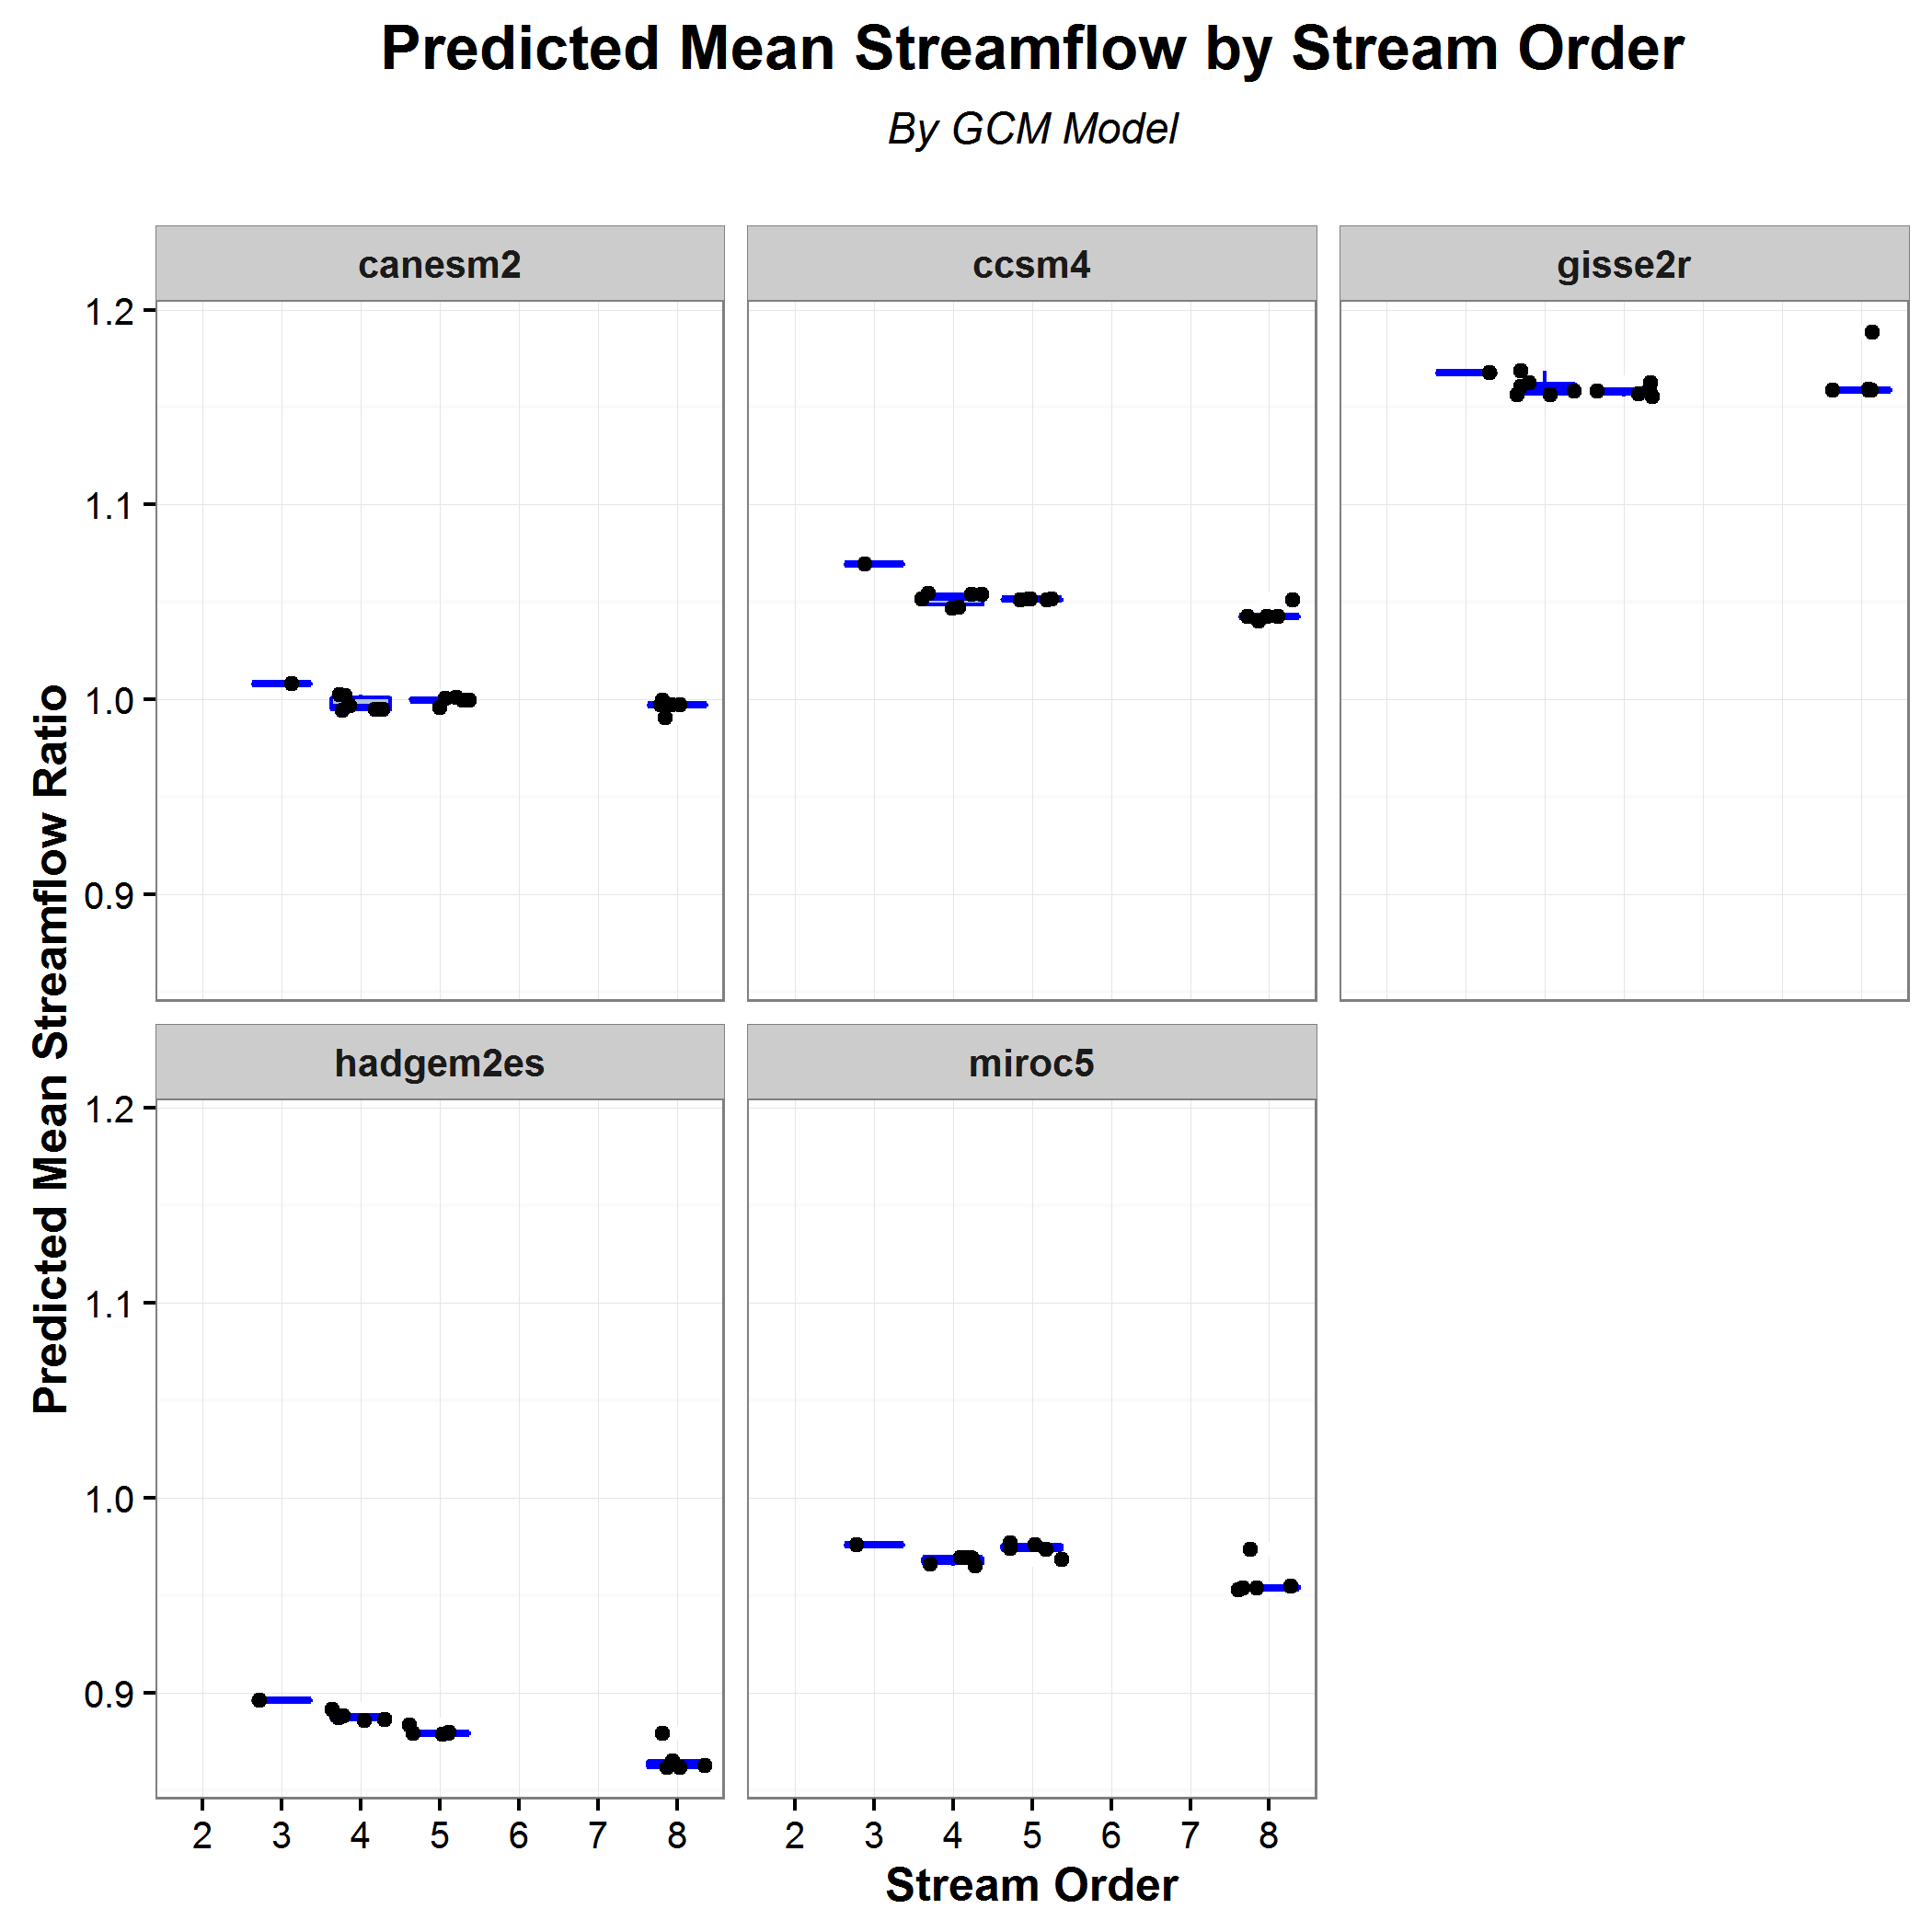 Predicted Mean Streamflow by Stream Order
By GCM Model
canesm2
ccsm4
gisse2r
1.2
1.1
1.0
0.9
Predicted Mean Streamflow Ratio
hadgem2es
miroc5
1.2
1.1
1.0
0.9
2 3 4 5 6 7 8
2 3 4 5 6 7 8
Stream Order